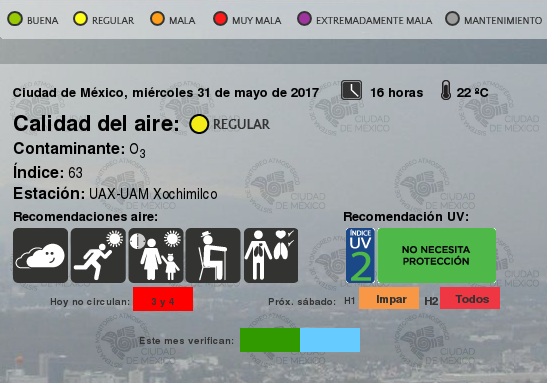 BUENA REGULAR MALA MUY MALA EXTREMADAMENTE MALA MANTENIMIENTO
Ciudad de México, miércoles 31 de mayo de 2017 16 horas 22 ºC
Calidad del aire: REGULAR
Contaminante: O3
Índice: 63
Estación: UAX-UAM Xochimilco
Recomendaciones aire: Recomendación UV:
ÍNDICE UV 2 NO NECESITA PROTECCIÓN
Hoy no circulan: 3 y 4 Próx. sábado: H1 Impar H2 Todos
Este mes verifican: